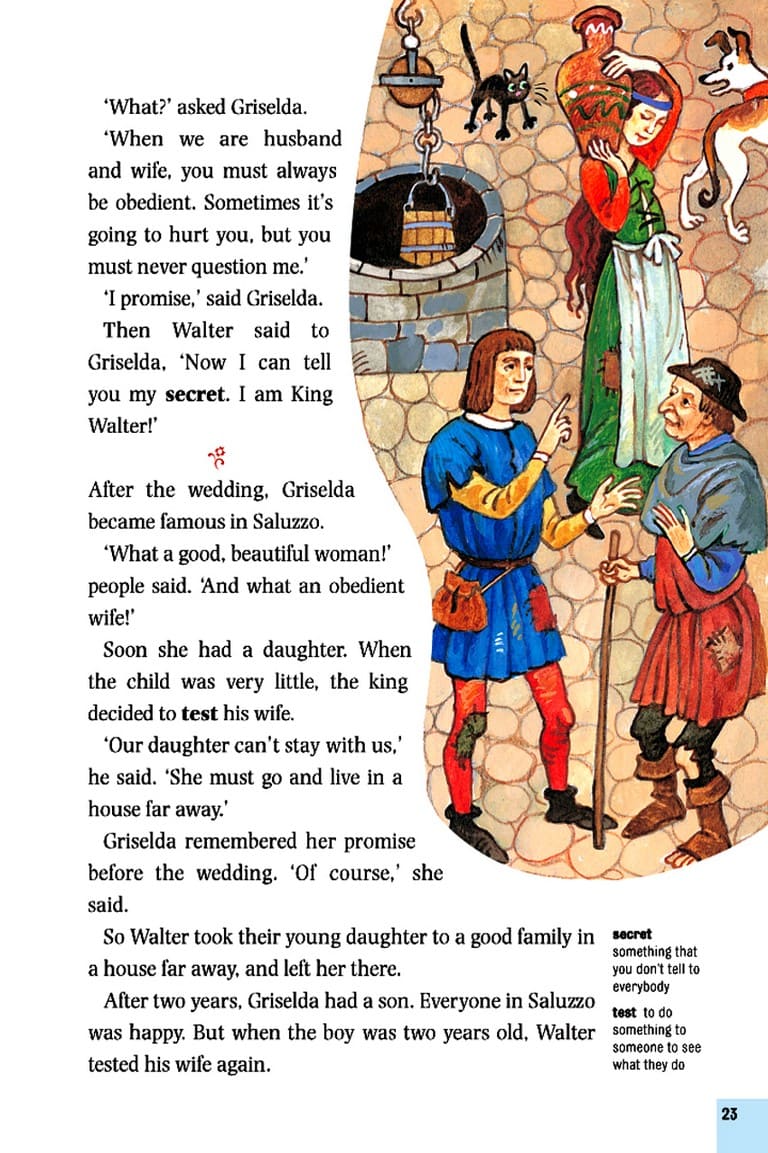 ‘What?’ asked Griselda.
‘When we are husband
and wife, you must always
be obedient. Sometimes it’s
going to hurt you, but you
must never question me.’
‘I promise,’ said Griselda.
Then Walter said to
Griselda, ‘Now I can tell
you my secret. I am King
Walter!’
After the wedding, Griselda
became famous in Saluzzo.
‘What a good, beautiful woman!’
people said. ‘And what an obedient
wife!’
Soon she had a daughter. When
the child was very little, the king
decided to test his wife.
‘Our daughter can’t stay with us,’
he said. ‘She must go and live in a
house far away.’
Griselda remembered her promise
before the wedding. ‘Of course,’ she
said.
So Walter took their young daughter to a good family in
a house far away, and left her there.
After two years, Griselda had a son. Everyone in Saluzzo
was happy. But when the boy was two years old, Walter
tested his wife again.
secret
something that
you don’t tell to
everybody
test to do
something to
someone to see
what they do
23